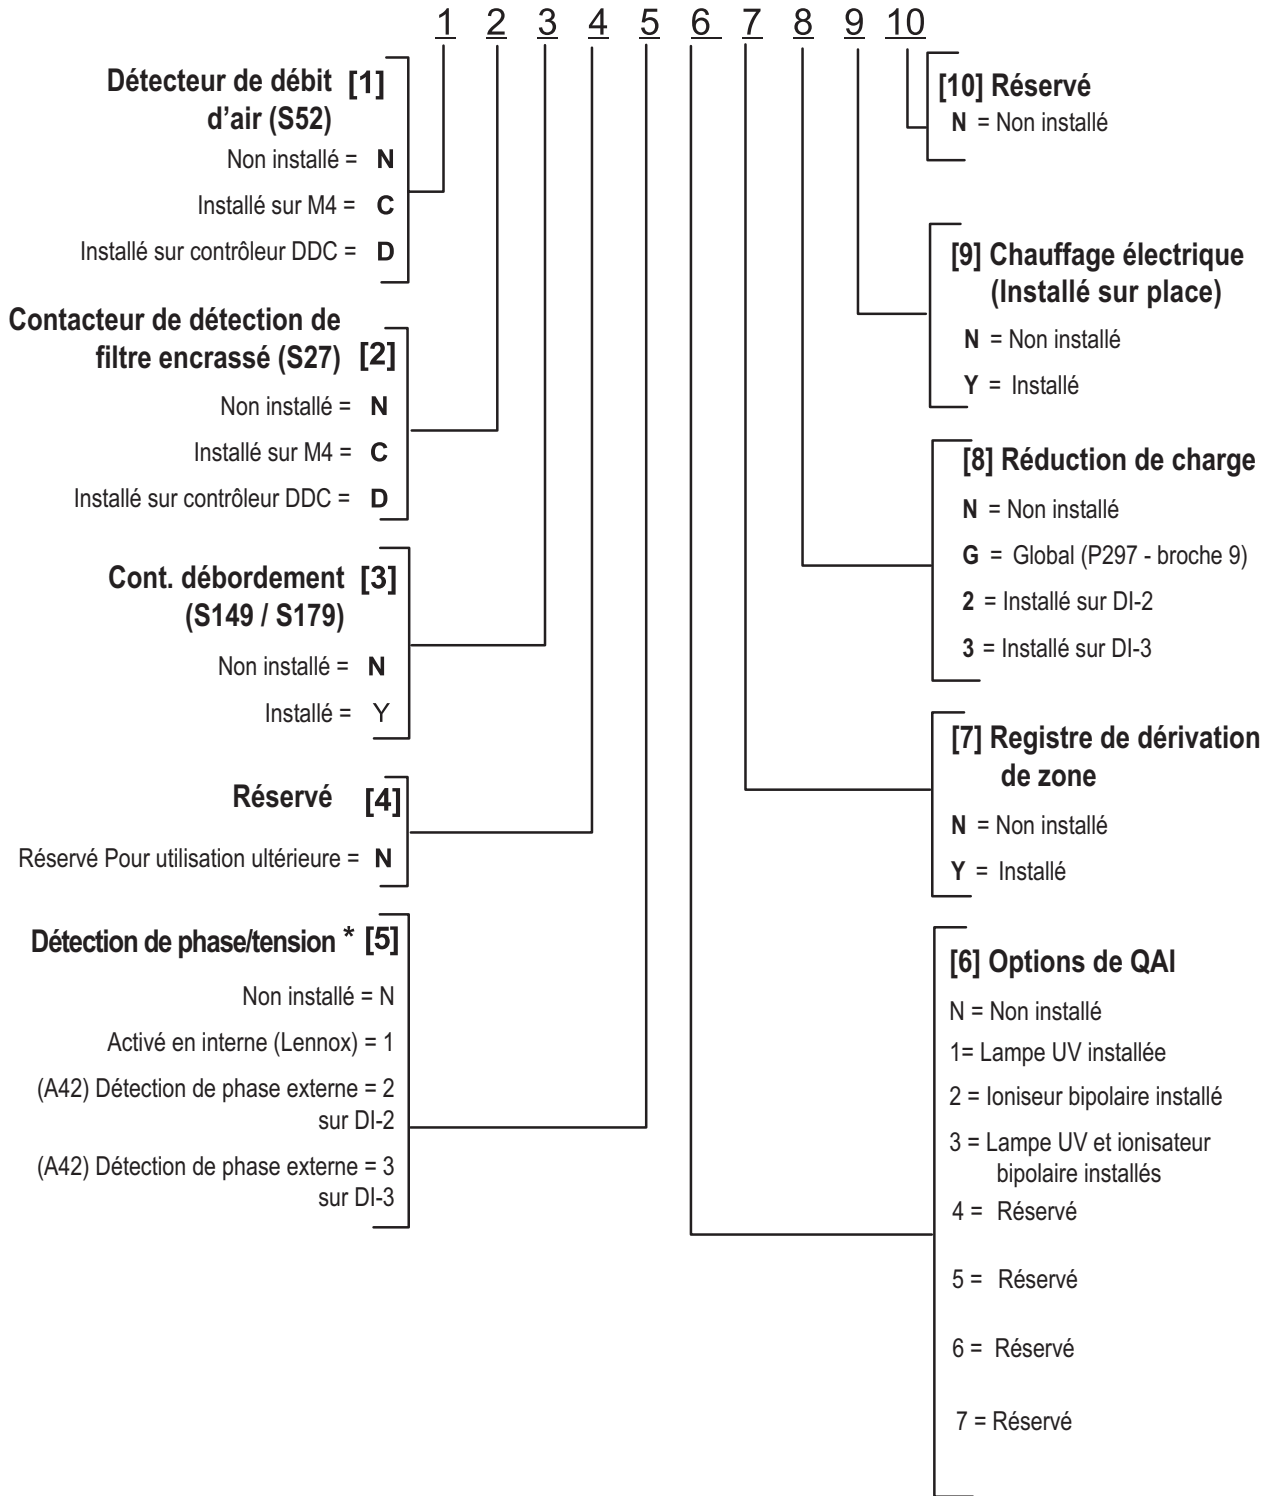 1 2 3 4 5 6 7 8 9 10
Détecteur de débit [1]
d'air (S52)
Non installé = N
Installé sur M4 = C
Installé sur contrôleur DDC = D
Contacteur de détection de
filtre encrassé (S27) [2]
Non installé = N
Installé sur M4 = C
Installé sur contrôleur DDC = D
Cont. débordement [3]
(S149 / S179)
Non installé = N
Installé = Y
Réservé [4]
Réservé Pour utilisation ultérieure = N
Détection de phase/tension * [5]
Non installé = N
Activé en interne (Lennox) = 1
(A42) Détection de phase externe = 2
sur DI-2
(A42) Détection de phase externe = 3
sur DI-3
[10] Réservé
N = Non installé
[9] Chauffage électrique
(Installé sur place)
N = Non installé
Y = Installé
[8] Réduction de charge
N = Non installé
G = Global (P297 - broche 9)
2 = Installé sur DI-2
3 = Installé sur DI-3
[7] Registre de dérivation
de zone
N = Non installé
Y = Installé
[6] Options de QAI
N = Non installé
1= Lampe UV installée
2 = Ioniseur bipolaire installé
3 = Lampe UV et ionisateur
bipolaire installés
4 = Réservé
5 = Réservé
6 = Réservé
7 = Réservé